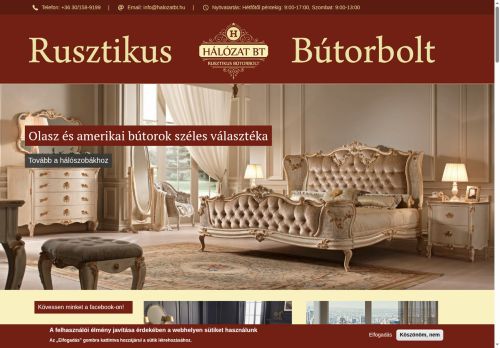 Telefon: +36 30/158-9199 @ Email: info@halozatbt.hu Nyitvatartás: Hétfőtől péntekig: 9:00-17:00, Szombat: 9:00-13:00
Rusztikus
H
HÁLÓZAT BT
RUSZTIKUS BÚTORBOLT
Bútorbolt
Olasz és amerikai bútorok széles választéka
Tovább a hálószobákhoz
Kövessen minket a facebook-on!
A felhasználói élmény javítása érdekében a webhelyen sütiket használunk
Az „Elfogadás” gombra kattintva hozzájárul a sütik létrehozásához.
Elfogadás
Köszönöm, nem.